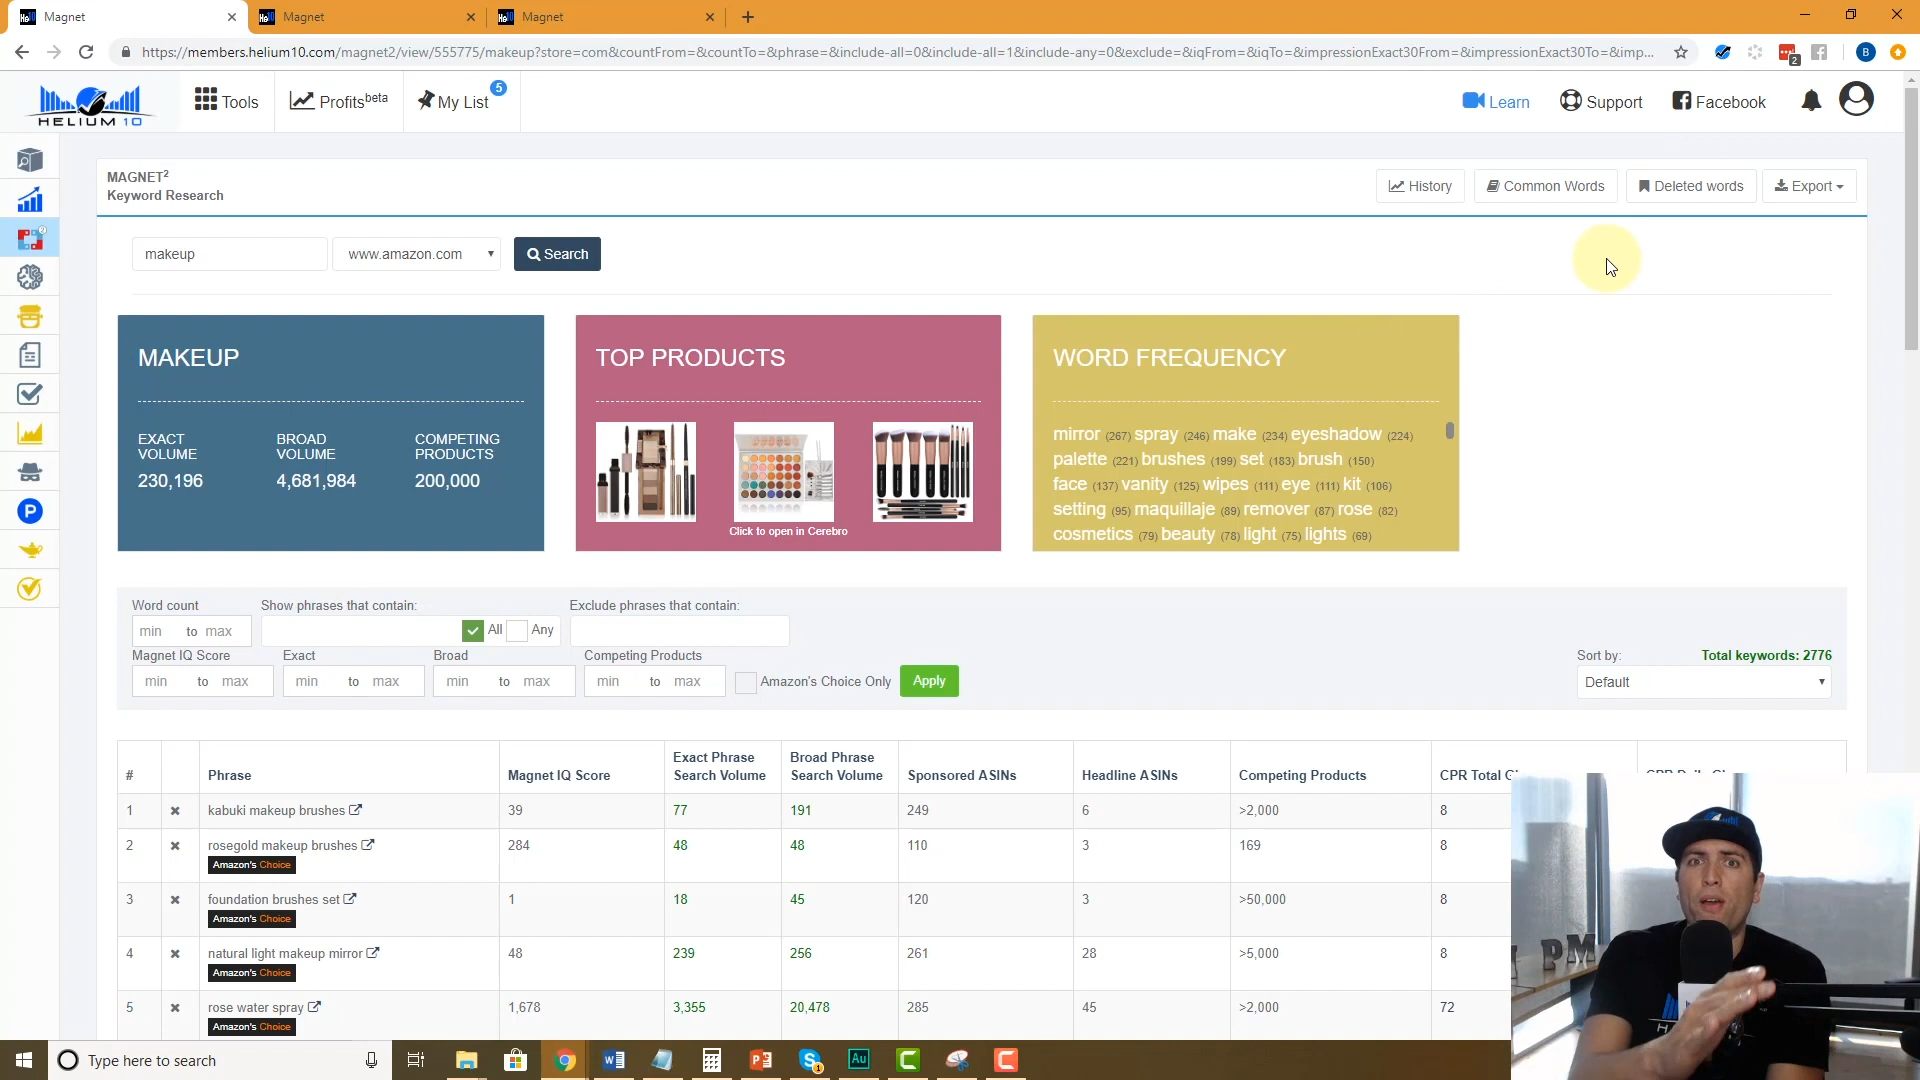 Magnet
Magnet
Magnet
https://members.helium10.com/magnet2/view/555775/makeup?store=com&countFrom=&countTo=&phrase=&include-all=0&include-all=1&include-any=0&exclude=&iqFrom=&iqTo=&impressionExact30From=&impressionExact30To=&imp...
2
B
HELIUM 10
Tools
Profits beta
My List 5
Learn
Support
Facebook
MAGNET²
Keyword Research
History
Common Words
Deleted words
Export
makeup
www.amazon.com
Search
MAKEUP
EXACT VOLUME
230,196
BROAD VOLUME
4,681,984
COMPETING PRODUCTS
200,000
TOP PRODUCTS
Click to open in Cerebro
WORD FREQUENCY
mirror (267) spray (246) make (234) eyeshadow (224)
palette (221) brushes (199) set (183) brush (150)
face (137) vanity (125) wipes (111) eye (111) kit (106)
setting (95) maquillaje (89) remover (87) rose (82)
cosmetics (79) beauty (78) light (75) lights (69)
Word count
min to max
Show phrases that contain:
All Any
Exclude phrases that contain:
Magnet IQ Score
min to max
Exact
min to max
Broad
min to max
Competing Products
min to max
Amazon's Choice Only
Apply
Sort by:
Total keywords: 2776
Default
# Phrase Magnet IQ Score Exact Phrase Search Volume Broad Phrase Search Volume Sponsored ASINs Headline ASINs Competing Products CPR Total
1 kabuki makeup brushes 39 77 191 249 6 >2,000 8
2 rosegold makeup brushes 284 48 48 110 3 169 8
Amazon's Choice
3 foundation brushes set 1 18 45 120 3 >50,000 8
Amazon's Choice
4 natural light makeup mirror 48 239 256 261 28 >5,000 8
Amazon's Choice
5 rose water spray 1,678 3,355 20,478 285 45 >2,000 72
Amazon's Choice
PM
Type here to search